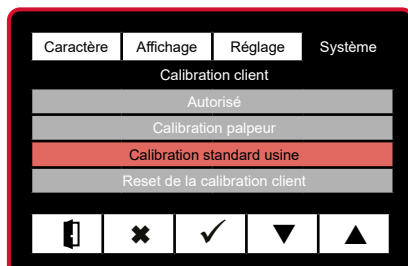 Caractère Affichage Réglage Système
Calibration client
Autorisé
Calibration palpeur
Calibration standard usine
Reset de la calibration client